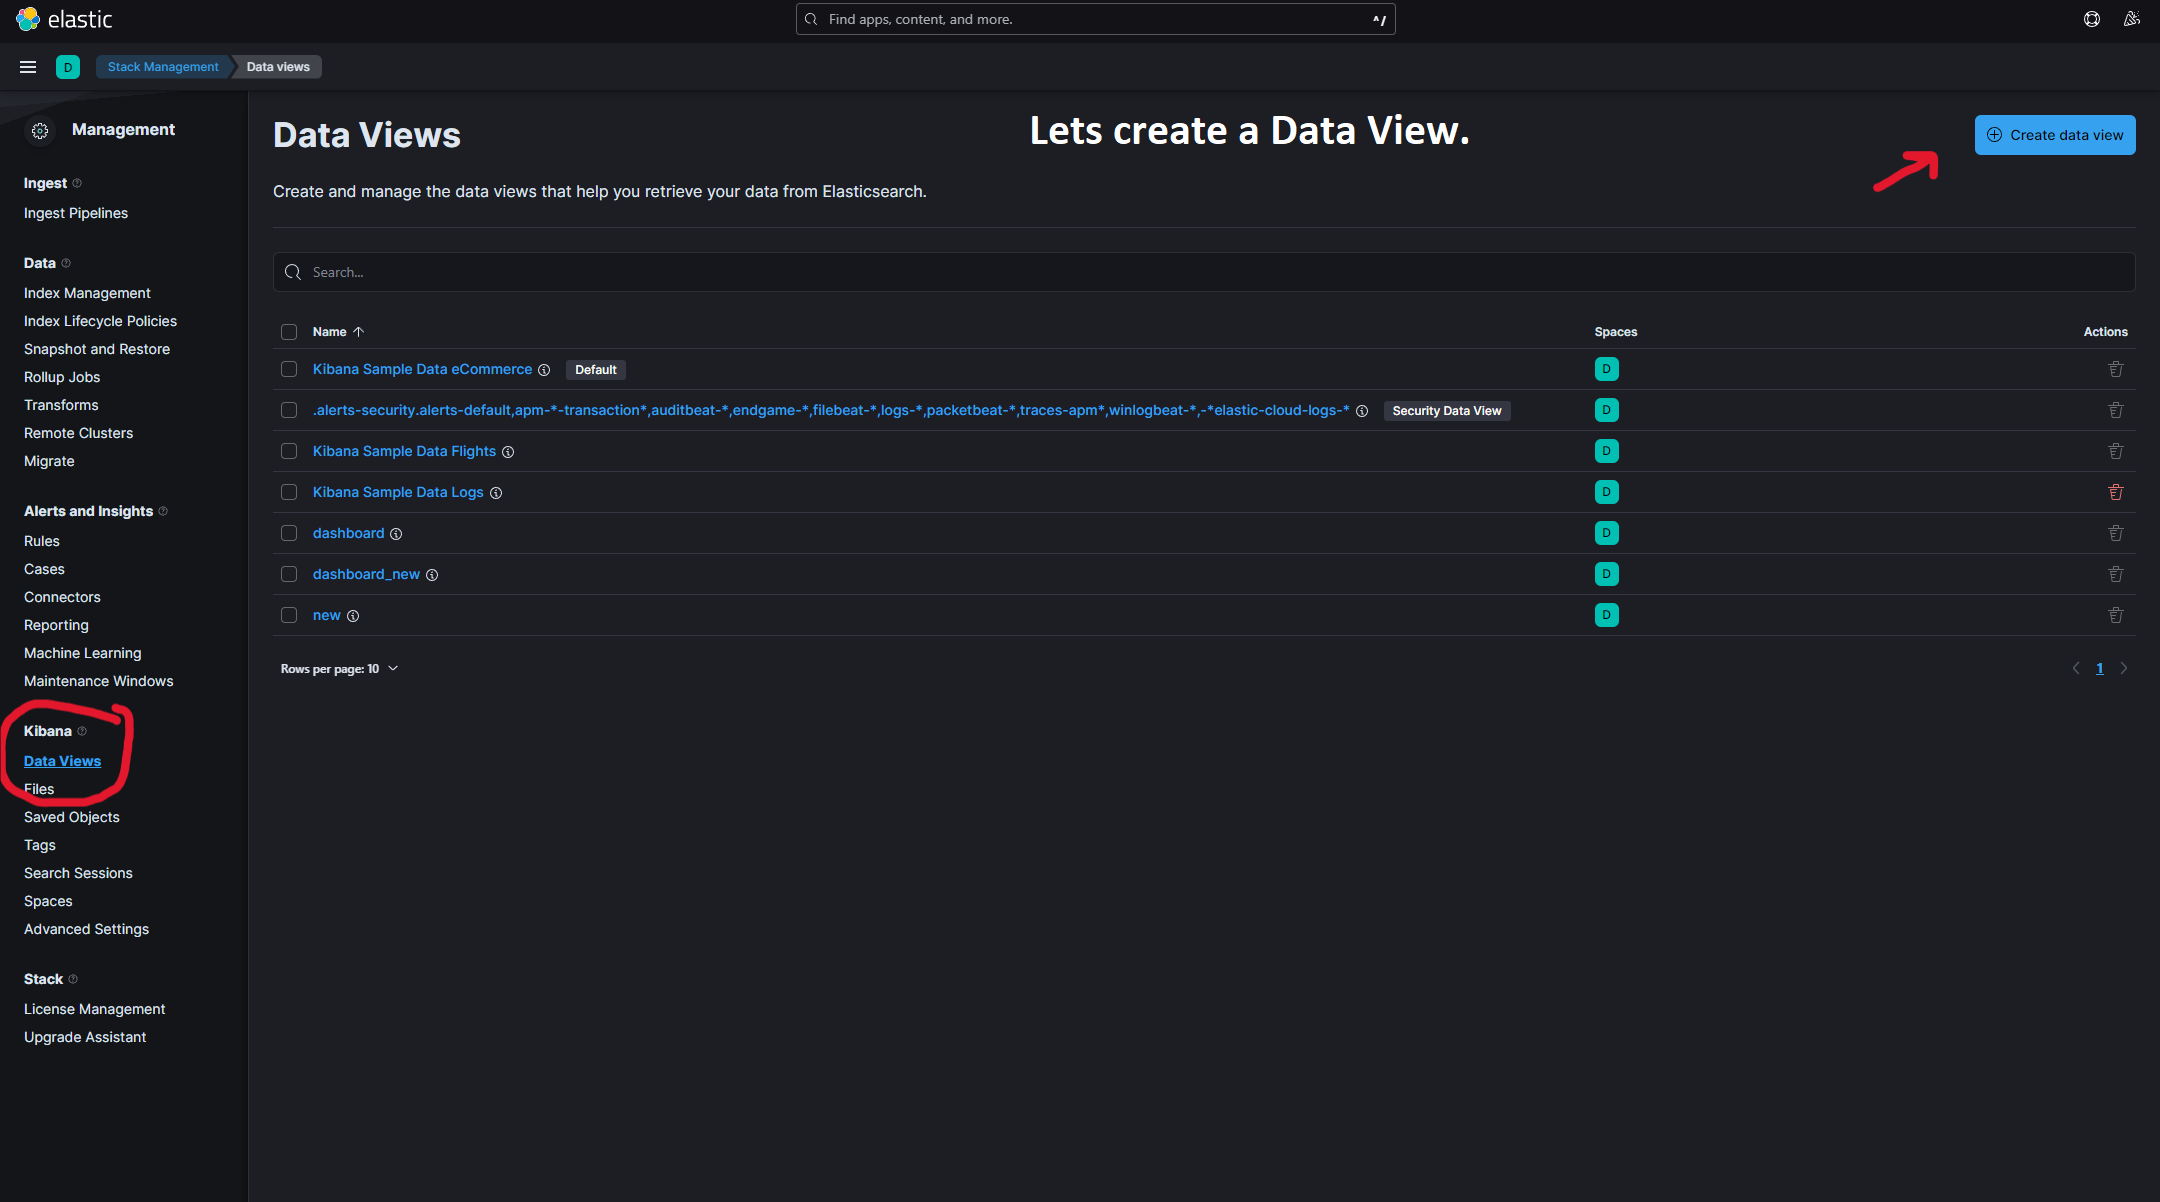 elastic
Find apps, content, and more.
^/
D
Stack Management
Data views
Management
Ingest
Ingest Pipelines
Data
Index Management
Index Lifecycle Policies
Snapshot and Restore
Rollup Jobs
Transforms
Remote Clusters
Migrate
Alerts and Insights
Rules
Cases
Connectors
Reporting
Machine Learning
Maintenance Windows
Kibana
Data Views
Files
Saved Objects
Tags
Search Sessions
Spaces
Advanced Settings
Stack
License Management
Upgrade Assistant
Data Views
Lets create a Data View.
Create data view
Create and manage the data views that help you retrieve your data from Elasticsearch.
Search...
Name Spaces Actions
Kibana Sample Data eCommerce Default D
.alerts-security.alerts-default,apm-*-transaction*,auditbeat-*,endgame-*,filebeat-*,logs-*,packetbeat-*,traces-apm*,winlogbeat-*,-*elastic-cloud-logs-* Security Data View D
Kibana Sample Data Flights D
Kibana Sample Data Logs D
dashboard D
dashboard_new D
new D
Rows per page: 10
1